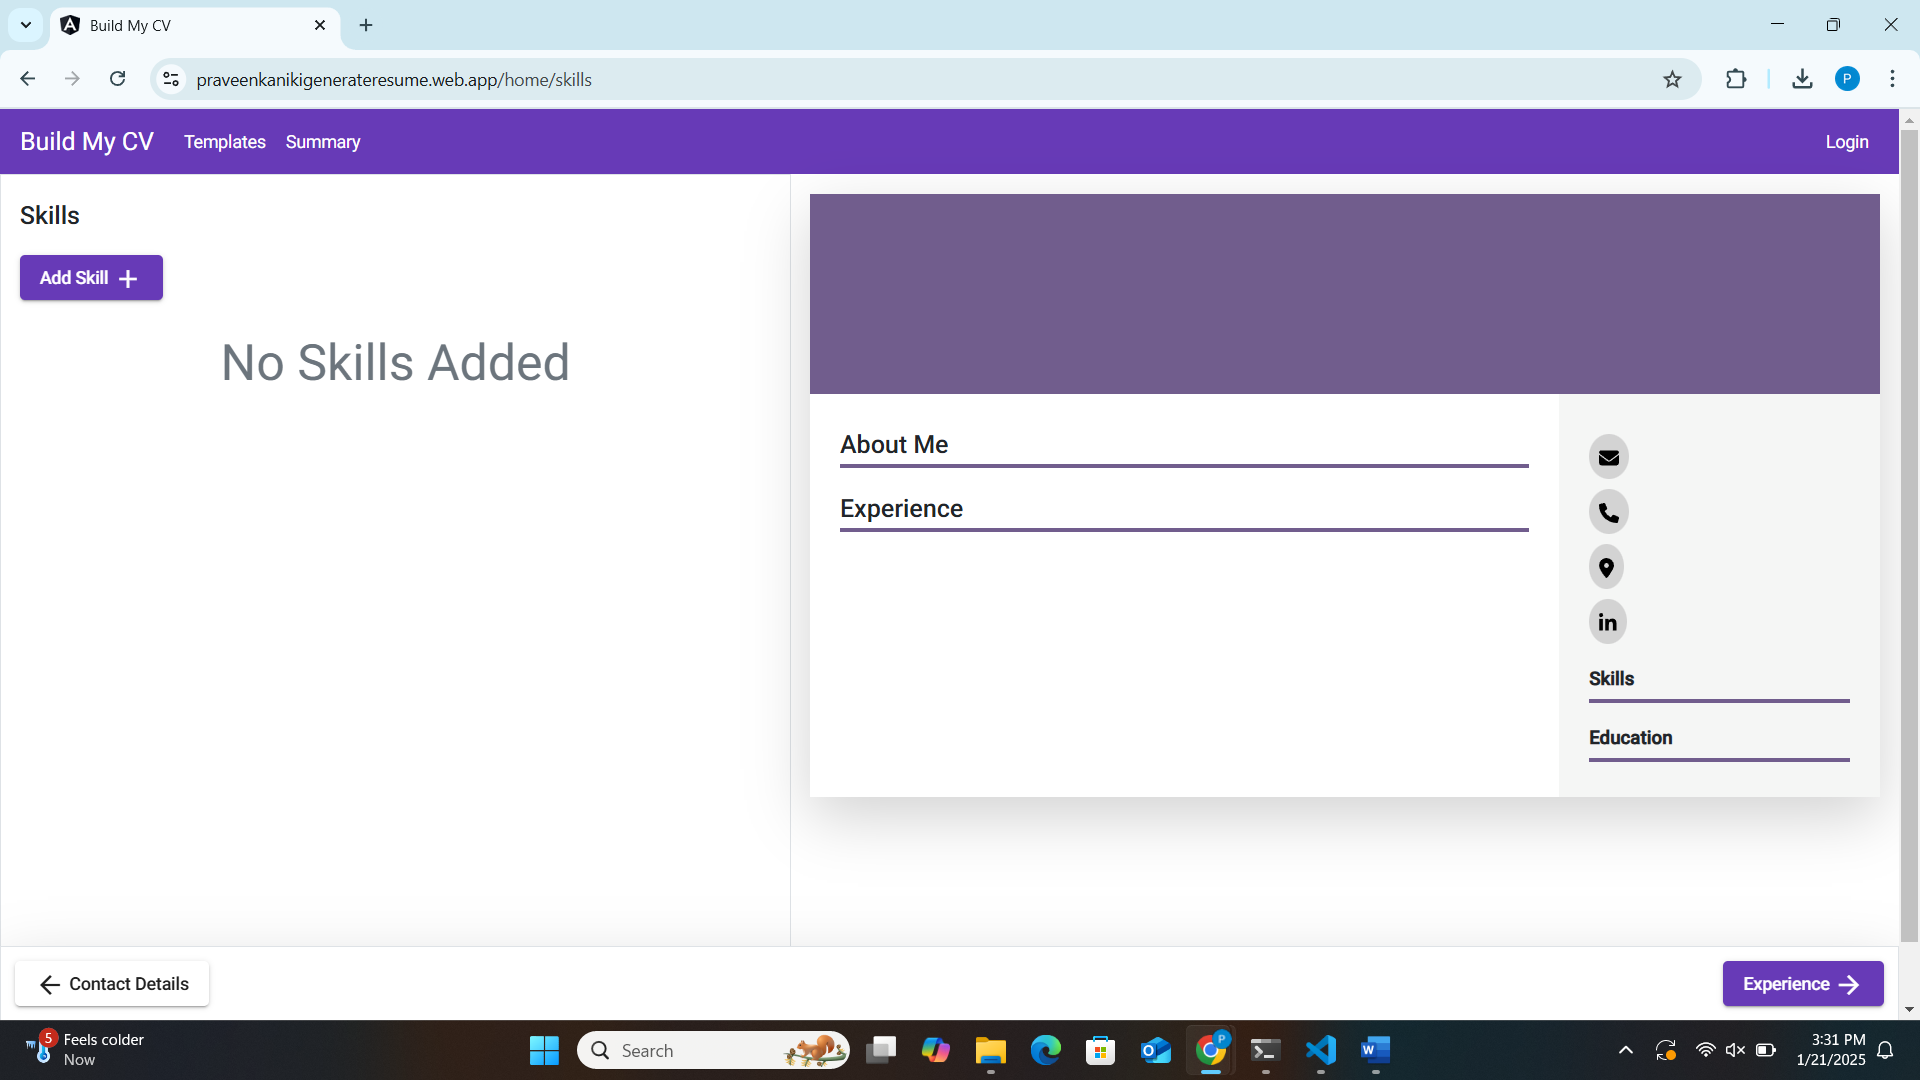 Build My CV
praveenkanikigenerateresume.web.app/home/skills
P
Build My CV
Templates
Summary
Login
Skills
Add Skill
No Skills Added
About Me
Experience
in
Skills
Education
Contact Details
Experience
5
Feels colder
Now
Search
P
W
3:31 PM
1/21/2025